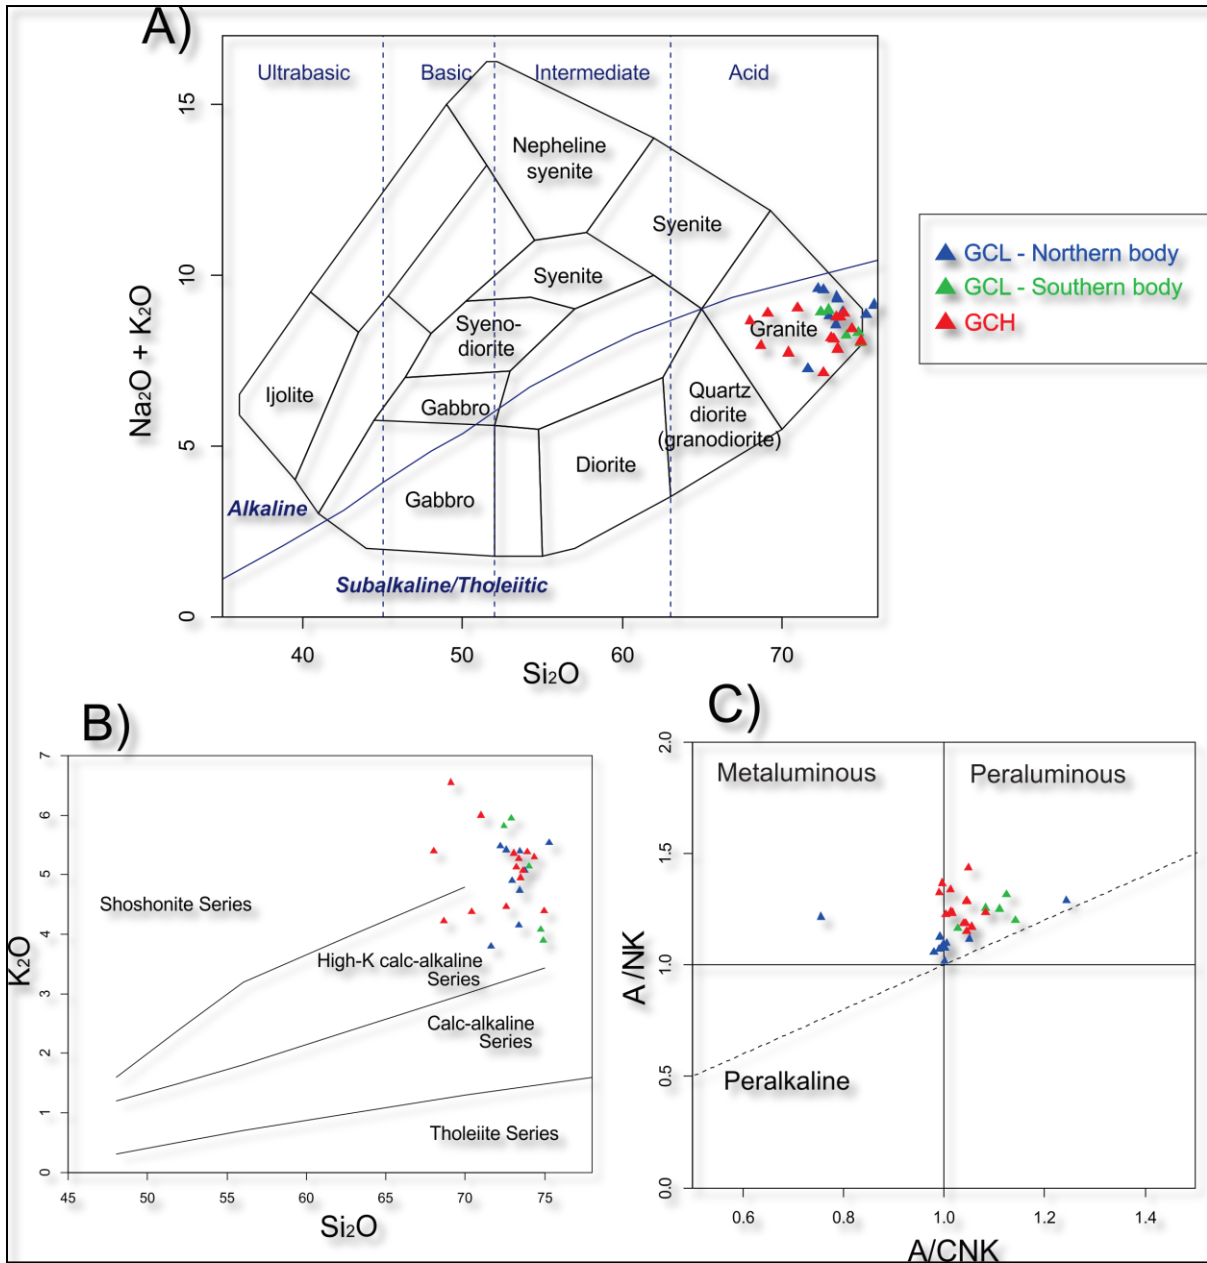 A)
Ultrabasic
Basic
Intermediate
Acid
Nepheline
syenite
Syenite
Syenite
Syeno-
diorite
Ijolite
Gabbro
Granite
Quartz
diorite
(granodiorite)
Diorite
Gabbro
Alkaline
Subalkaline/Tholeiitic
Na₂O + K₂O
0
5
10
15
40
50
60
70
Si₂O
GCL - Northern body
GCL - Southern body
GCH
B)
Shoshonite Series
High-K calc-alkaline
Series
Calc-alkaline
Series
Tholeiite Series
K₂O
0
1
2
3
4
5
6
7
45
50
55
60
65
70
75
Si₂O
C)
Metaluminous
Peraluminous
Peralkaline
A/NK
0.0
0.5
1.0
1.5
2.0
0.6
0.8
1.0
1.2
1.4
A/CNK